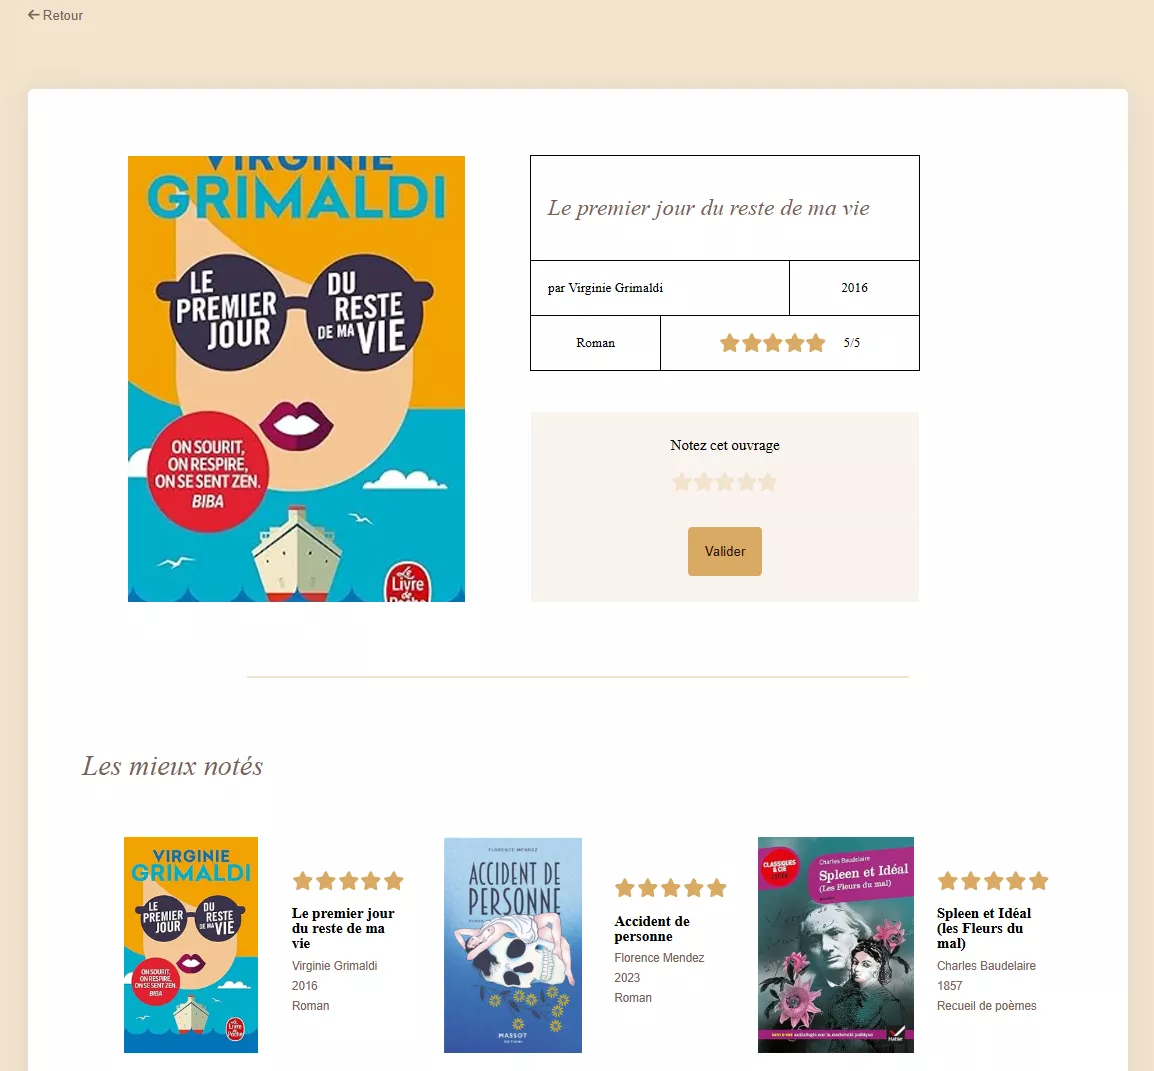 Retour
VIRGINIE
GRIMALDI
LE
PREMIER
JOUR
DU
RESTE
DE MA VIE
ON SOURIT,
ON RESPIRE,
ON SE SENT ZEN.
BIBA
Le
Livre
de
Poche
Le premier jour du reste de ma vie
par Virginie Grimaldi
2016
Roman
5/5
Notez cet ouvrage
Valider
Les mieux notés
VIRGINIE
GRIMALDI
LE
PREMIER
JOUR
DU
RESTE
DE MA VIE
ON SOURIT,
ON RESPIRE,
ON SE SENT ZEN.
BIBA
Le
Livre
de
Poche
Le premier jour
du reste de ma
vie
Virginie Grimaldi
2016
Roman
FLORENCE MENDEZ
ACCIDENT DE
PERSONNE
ROMAN
MASSOT
ÉDITIONS
Accident de
personne
Florence Mendez
2023
Roman
CLASSIQUES
& CIE
LYCÉE
Charles Baudelaire
Spleen et Idéal
(Les Fleurs du mal)
Hatier
Spleen et Idéal
(les Fleurs du
mal)
Charles Baudelaire
1857
Recueil de poèmes